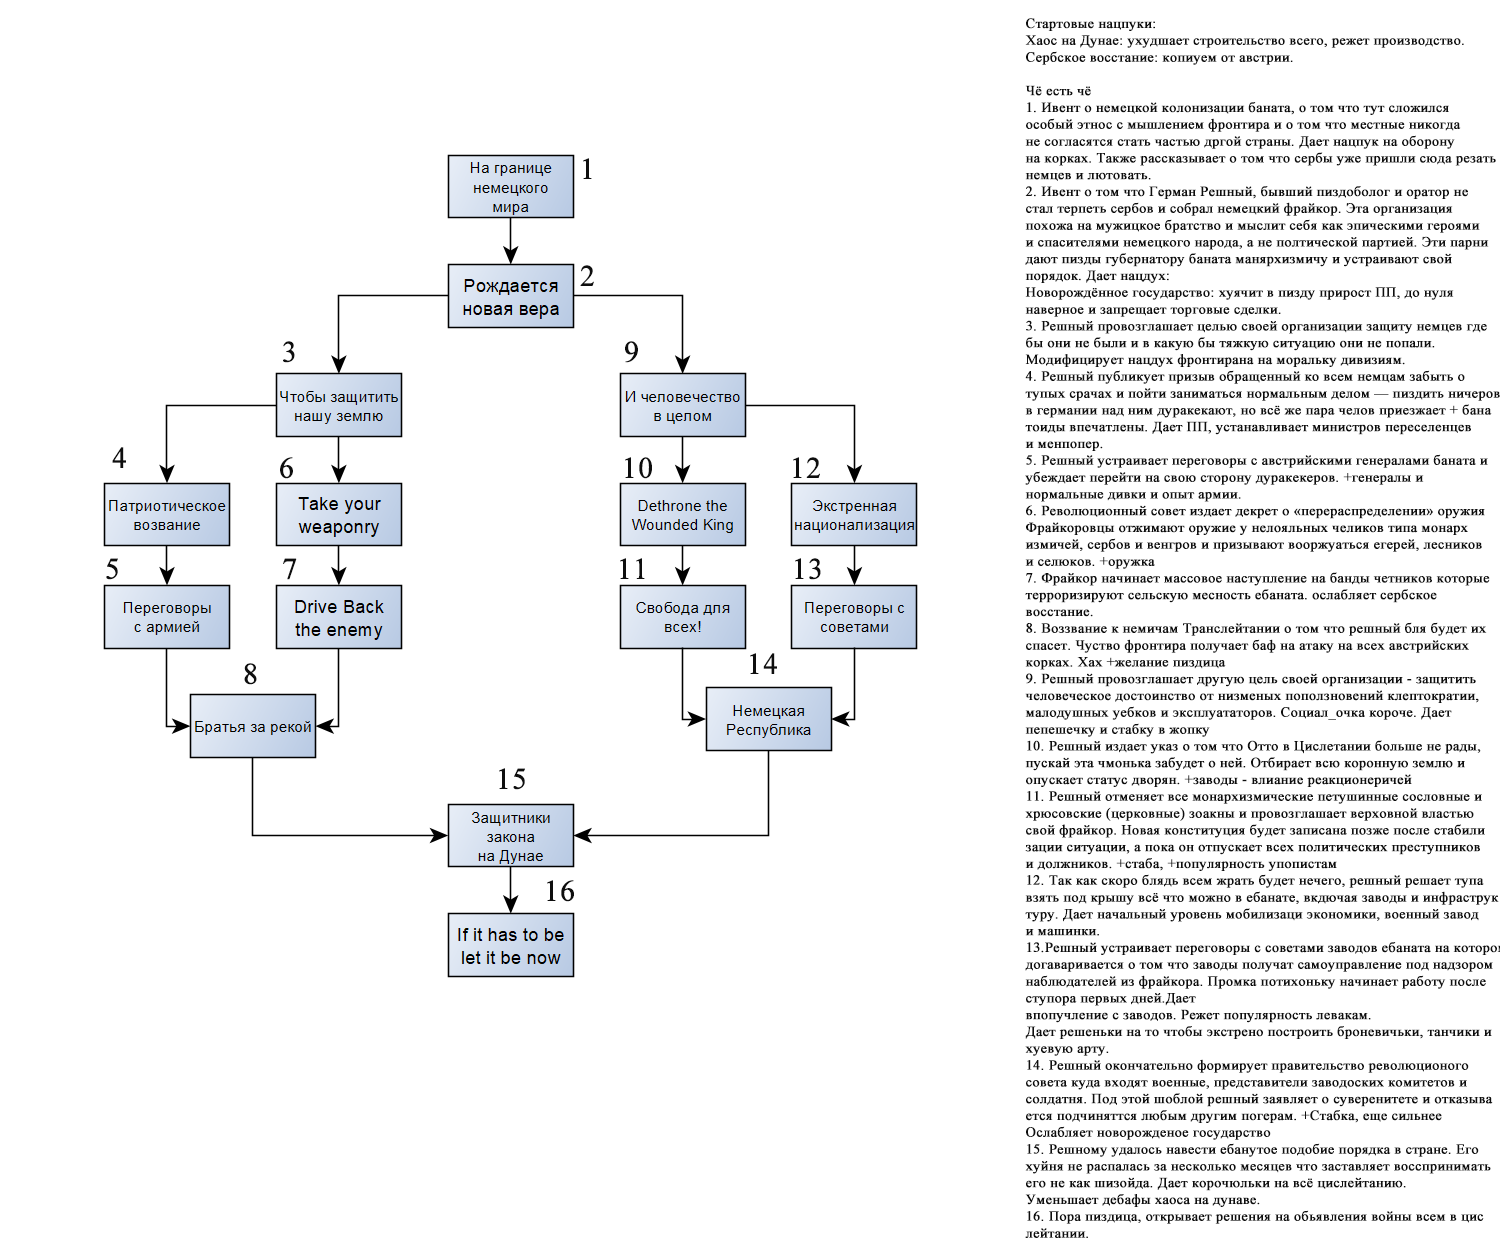 На границе
немецкого
мира
1
Рождается
новая вера
2
3
Чтобы защитить
нашу землю
9
И человечество
в целом
4
Патриотическое
возвание
6
Take your
weaponry
10
Dethrone the
Wounded King
12
Экстренная
национализация
5
Переговоры
с армией
7
Drive Back
the enemy
11
Свобода для
всех!
13
Переговоры с
советами
8
Братья за рекой
14
Немецкая
Республика
15
Защитники
закона
на Дунае
16
If it has to be
let it be now
Стартовые нацпуки:
Хаос на Дунае: ухудшает строительство всего, режет производство.
Сербское восстание: копиуем от австрии.
Чё есть чё
1. Ивент о немецкой колонизации баната, о том что тут сложился
особый этнос с мышлением фронтира и о том что местные никогда
не согласятся стать частью дргой страны. Дает нацпук на оборону
на корках. Также рассказывает о том что сербы уже пришли сюда резать
немцев и лютовать.
2. Ивент о том что Герман Решный, бывший пиздоболог и оратор не
стал терпеть сербов и собрал немецкий фрайкор. Эта организация
похожа на мужицкое братство и мыслит себя как эпическими героями
и спасителями немецкого народа, а не полтической партией. Эти парни
дают пизды губернатору баната манярхизмичу и устраивают свой
порядок. Дает нацдух:
Новорождённое государство: хуячит в пизду прирост ПП, до нуля
наверное и запрещает торговые сделки.
3. Решный провозглашает целью своей организации защиту немцев где
бы они не были и в какую бы тяжкую ситуацию они не попали.
Модифицирует нацдух фронтирана на моральку дивизиям.
4. Решный публикует призыв обращенный ко всем немцам забыть о
тупых срачах и пойти заниматься нормальным делом — пиздить ничеров
в германии над ним дуракекают, но всё же пара челов приезжает + бана
тоиды впечатлены. Дает ПП, устанавливает министров переселенцев
и менпопер.
5. Решный устраивает переговоры с австрийскими генералами баната и
убеждает перейти на свою сторону дуракекеров. +генералы и
нормальные дивки и опыт армии.
6. Революционный совет издает декрет о «перераспределении» оружия
Фрайкоровцы отжимают оружие у нелояльных челиков типа монарх
измичей, сербов и венгров и призывают вооржуаться егерей, лесников
и селюков. +оружка
7. Фрайкор начинает массовое наступление на банды четников которые
терроризируют сельскую месность ебаната. ослабляет сербское
восстание.
8. Воззвание к немичам Транслейтании о том что решный бля будет их
спасет. Чуство фронтира получает баф на атаку на всех австрийских
корках. Хах +желание пиздица
9. Решный провозглашает другую цель своей организации - защитить
человеческое достоинство от низменых поползновений клептократии,
малодушных уебков и эксплуататоров. Социал_очка короче. Дает
пепешечку и стабку в жопку
10. Решный издает указ о том что Отто в Цислетании больше не рады,
пускай эта чмонька забудет о ней. Отбирает всю коронную землю и
опускает статус дворян. +заводы - влиание реакционеричей
11. Решный отменяет все монархизмические петушинные сословные и
хрюсовские (церковные) зоакны и провозглашает верховной властью
свой фрайкор. Новая конституция будет записана позже после стабили
зации ситуации, а пока он отпускает всех политических преступников
и должников. +стаба, +популярность упопистам
12. Так как скоро блядь всем жрать будет нечего, решный решает тупа
взять под крышу всё что можно в ебанате, вкдючая заводы и инфраструк
туру. Дает начальный уровень мобилизаци экономики, военный завод
и машинки.
13.Решный устраивает переговоры с советами заводов ебаната на которо
догаваривается о том что заводы получат самоуправление под надзором
наблюдателей из фрайкора. Промка потихоньку начинает работу после
ступора первых дней.Дает
впопучление с заводов. Режет популярность левакам.
Дает решеньки на то чтобы экстрено построить броневичьки, танчики и
хуевую арту.
14. Решный окончательно формирует правительство революционого
совета куда входят военные, представители заводоских комитетов и
солдатня. Под этой шоблой решный заявляет о суверенитете и отказыва
ется подчиняттся любым другим погерам. +Стабка, еще сильнее
Ослабляет новорожденое государство
15. Решному удалось навести ебанутое подобие порядка в стране. Его
хуйня не распалась за несколько месяцев что заставляет восспринимать
его не как шизойда. Дает корочюльки на всё цислейтанию.
Уменьшает дебафы хаоса на дунаве.
16. Пора пиздица, открывает решения на обьявления войны всем в цис
лейтании.